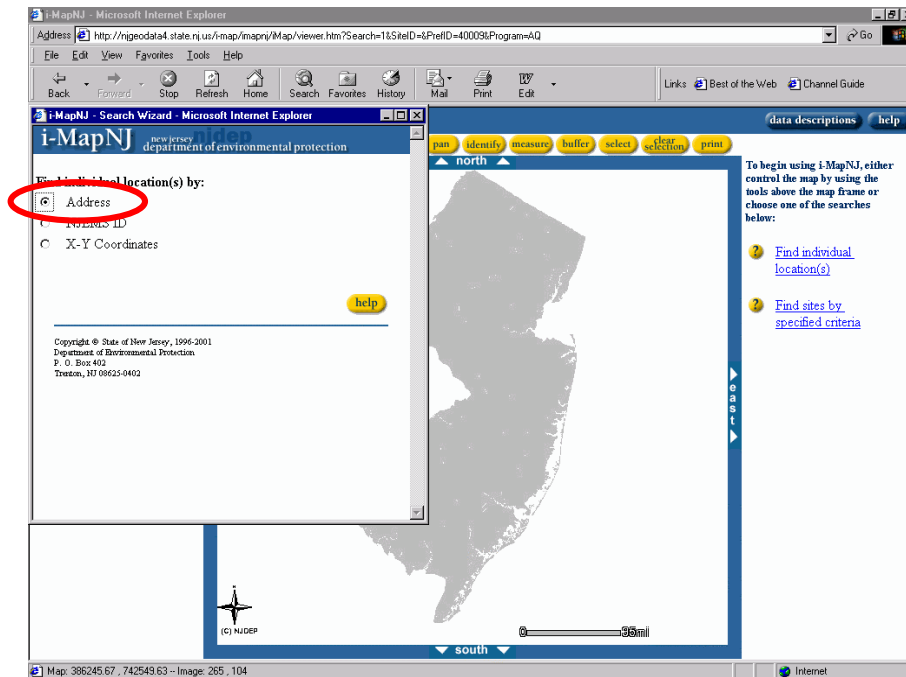 i-MapNJ - Microsoft Internet Explorer
Address http://njgeodata4.state.nj.us/i-map/imapnj/iMap/viewer.htm?Search=1&SiteID=&PrefID=40009&Program=AQ Go
File Edit View Favorites Tools Help
Back Forward Stop Refresh Home Search Favorites History Mail Print Edit Links Best of the Web Channel Guide
i-MapNJ - Search Wizard - Microsoft Internet Explorer
data descriptions help
i-MapNJ njdep new jersey
department of environmental protection
pan identify measure buffer select clear selection print
north
Find individual location(s) by:
Address
NJEMS ID
X-Y Coordinates
help
Copyright © State of New Jersey, 1996-2001
Department of Environmental Protection
P. O. Box 402
Trenton, NJ 08625-0402
To begin using i-MapNJ, either
control the map by using the
tools above the map frame or
choose one of the searches
below:
? Find individual
location(s)
? Find sites by
specified criteria
east
(C) NJDEP
0 35mi
south
Map: 386245.67 , 742549.63 -- Image: 265 , 104
Internet